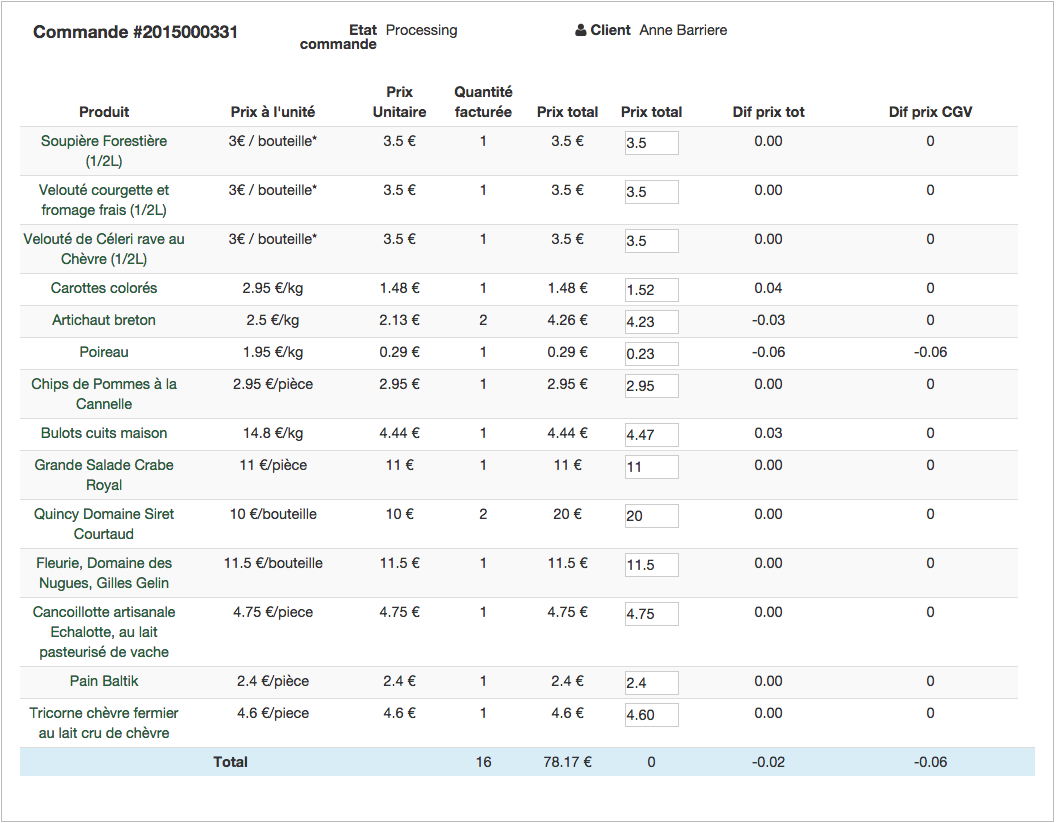 Commande #2015000331 Etat Processing Client Anne Barriere
commande
Prix Quantité
Produit Prix à l'unité Unitaire facturée Prix total Prix total Dif prix tot Dif prix CGV
Soupière Forestière 3€ / bouteille* 3.5 € 1 3.5 € 3.5 0.00 0
(1/2L)
Velouté courgette et 3€ / bouteille* 3.5 € 1 3.5 € 3.5 0.00 0
fromage frais (1/2L)
Velouté de Céleri rave au 3€ / bouteille* 3.5 € 1 3.5 € 3.5 0.00 0
Chèvre (1/2L)
Carottes colorés 2.95 €/kg 1.48 € 1 1.48 € 1.52 0.04 0
Artichaut breton 2.5 €/kg 2.13 € 2 4.26 € 4.23 -0.03 0
Poireau 1.95 €/kg 0.29 € 1 0.29 € 0.23 -0.06 -0.06
Chips de Pommes à la 2.95 €/pièce 2.95 € 1 2.95 € 2.95 0.00 0
Cannelle
Bulots cuits maison 14.8 €/kg 4.44 € 1 4.44 € 4.47 0.03 0
Grande Salade Crabe 11 €/pièce 11 € 1 11 € 11 0.00 0
Royal
Quincy Domaine Siret 10 €/bouteille 10 € 2 20 € 20 0.00 0
Courtaud
Fleurie, Domaine des 11.5 €/bouteille 11.5 € 1 11.5 € 11.5 0.00 0
Nugues, Gilles Gelin
Cancoillotte artisanale 4.75 €/piece 4.75 € 1 4.75 € 4.75 0.00 0
Echalotte, au lait
pasteurisé de vache
Pain Baltik 2.4 €/pièce 2.4 € 1 2.4 € 2.4 0.00 0
Tricorne chèvre fermier 4.6 €/piece 4.6 € 1 4.6 € 4.60 0.00 0
au lait cru de chèvre
Total 16 78.17 € 0 -0.02 -0.06